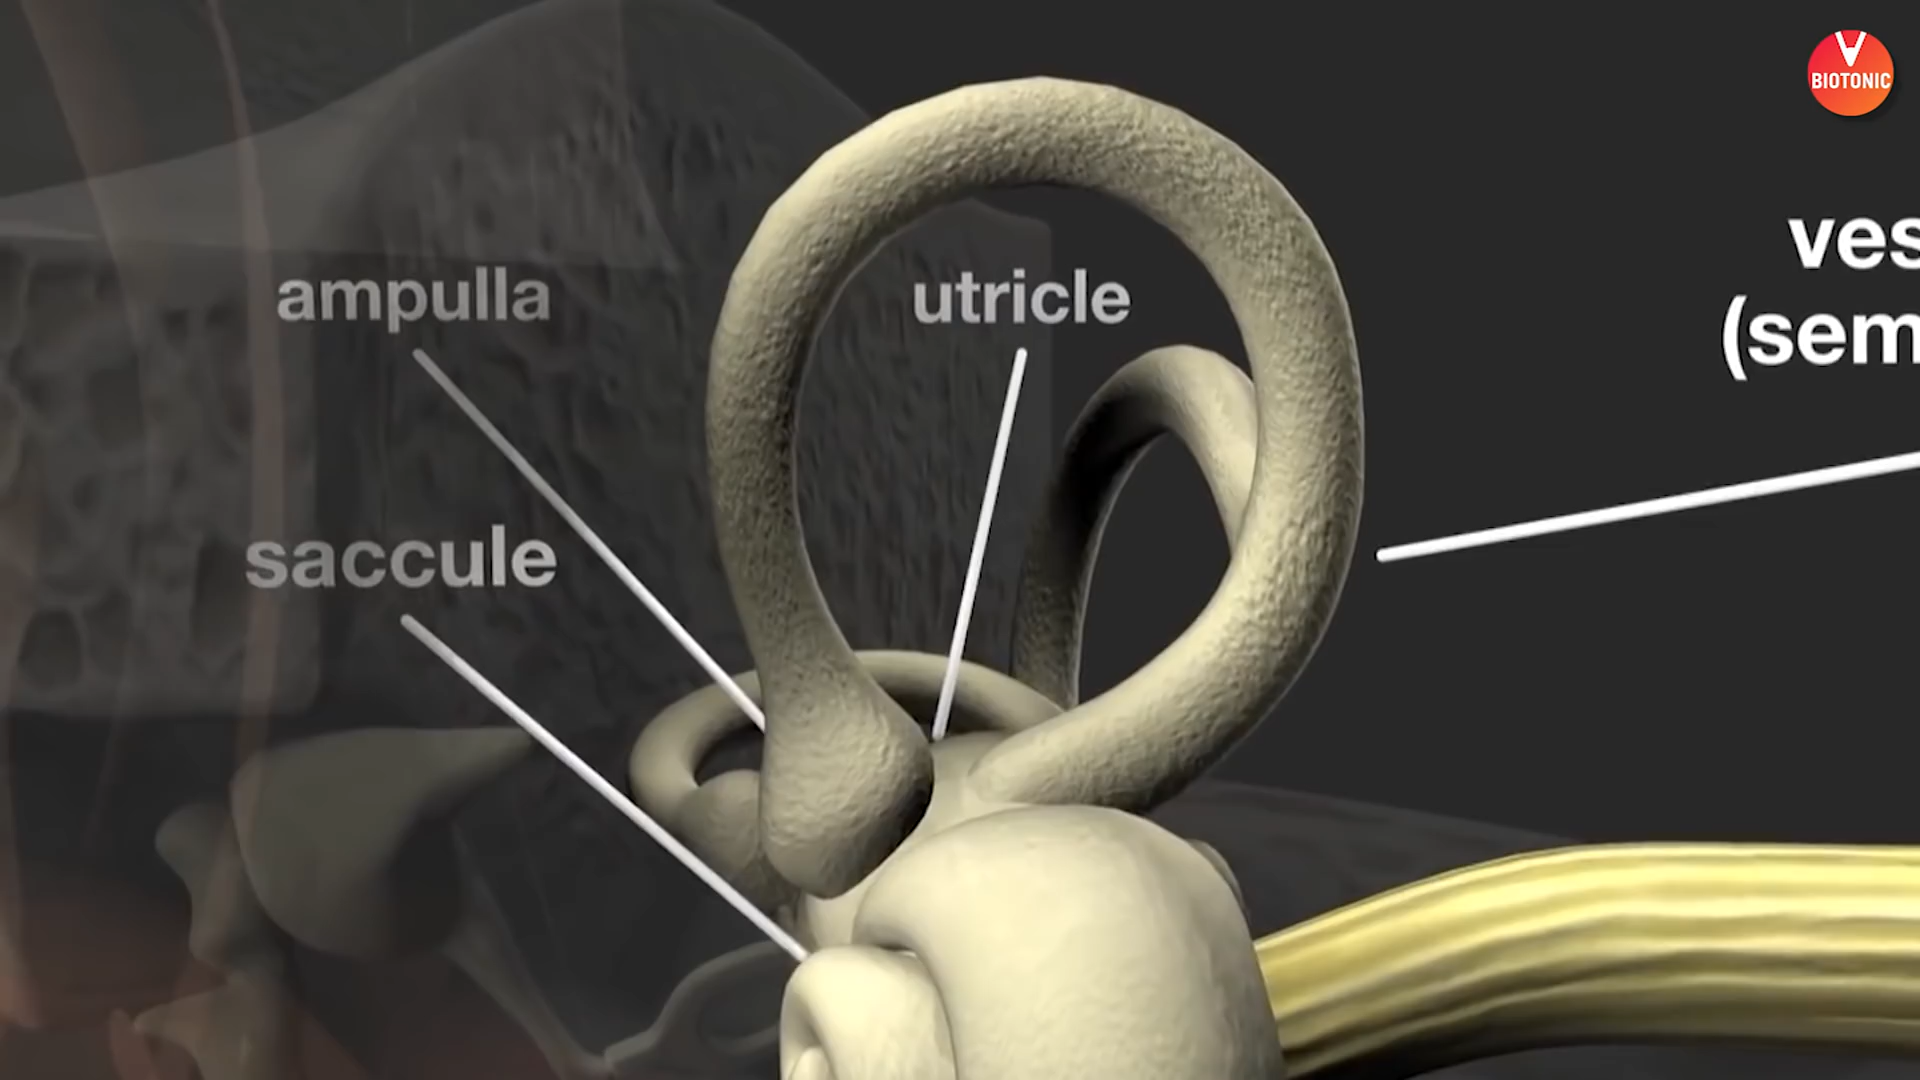 V
BIOTONIC
ves
(sem
ampulla
utricle
saccule